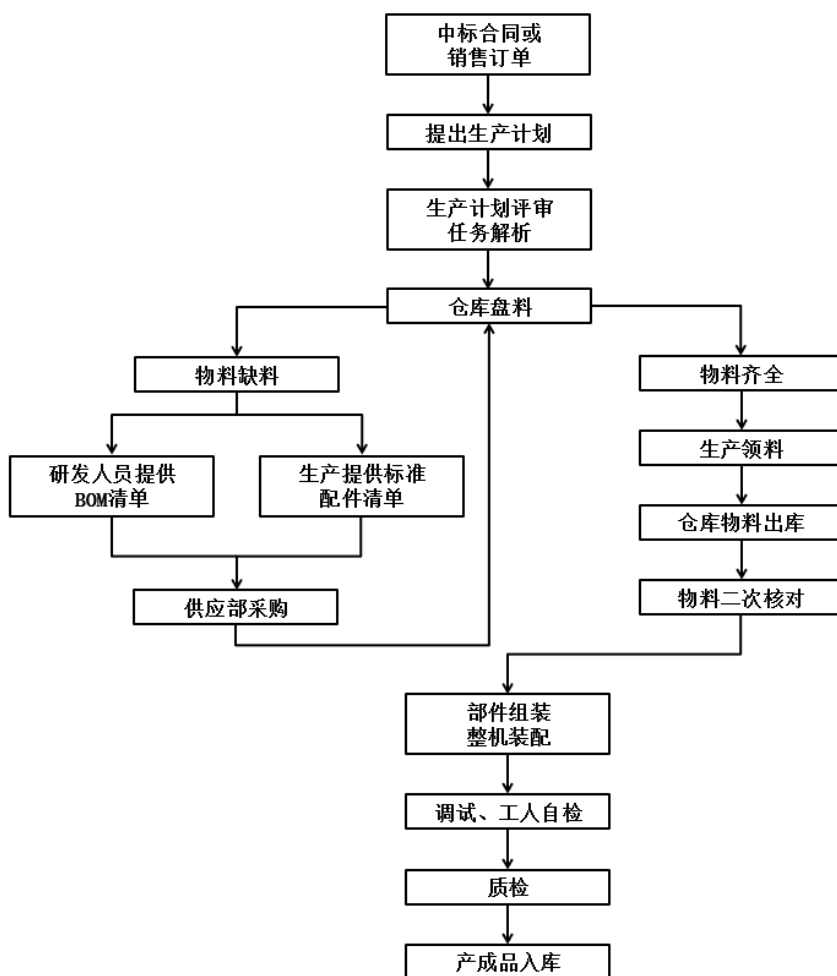 中标合同或
销售订单
提出生产计划
生产计划评审
任务解析
仓库盘料
物料缺料
物料齐全
研发人员提供
BOM清单
生产提供标准
配件清单
生产领料
仓库物料出库
供应部采购
物料二次核对
部件组装
整机装配
调试、工人自检
质检
产成品入库